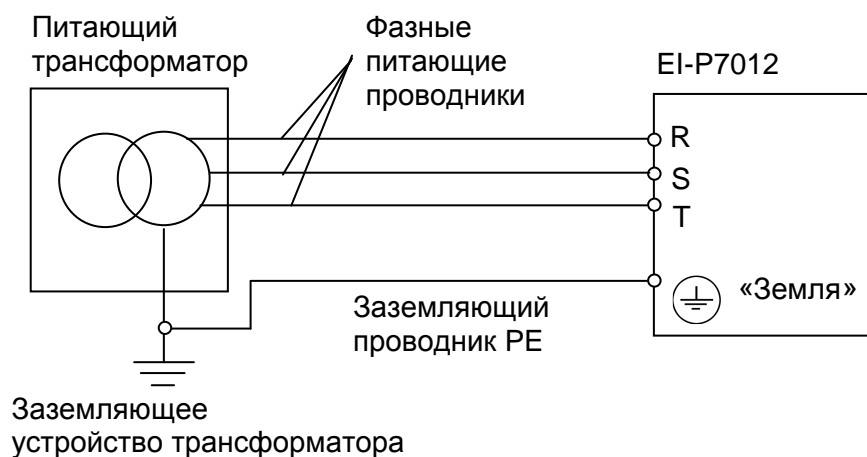 Питающий
трансформатор
Фазные
питающие
проводники
EI-P7012
R
S
T
«Земля»
Заземляющий
проводник PE
Заземляющее
устройство трансформатора